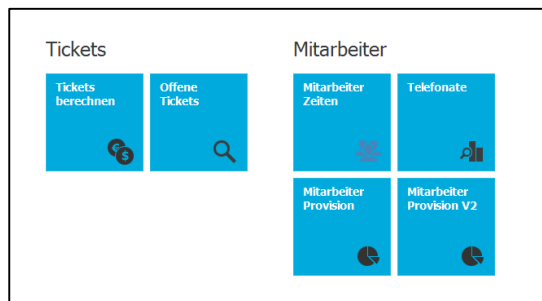 Tickets
Tickets
berechnen
Offene
Tickets
Mitarbeiter
Mitarbeiter
Zeiten
Telefonate
Mitarbeiter
Provision
Mitarbeiter
Provision V2